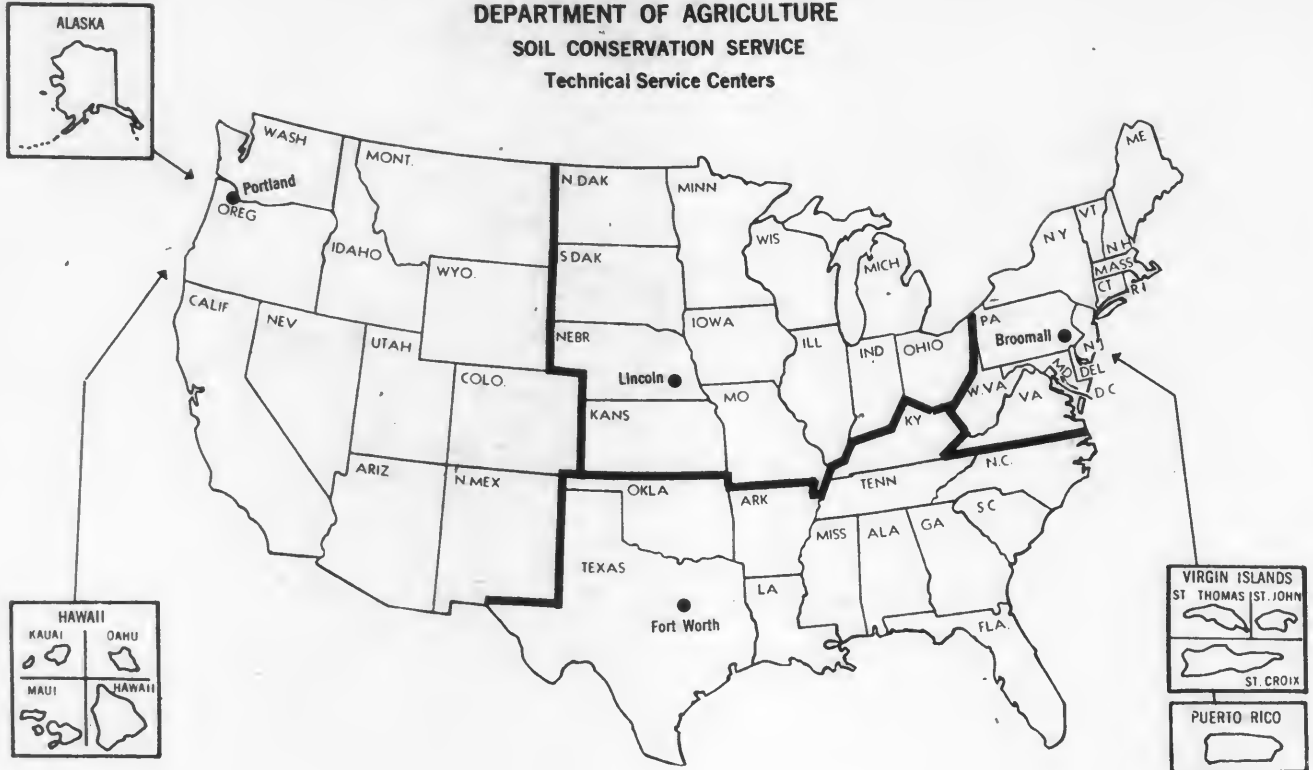 DEPARTMENT OF AGRICULTURE
SOIL CONSERVATION SERVICE
Technical Service Centers
ALASKA
WASH
MONT.
N.DAK
MINN
ME
Portland
OREG
IDAHO
WYO.
S.DAK
WIS
MICH
NY
VT
NH
MASS
CT
RI
CALIF
NEV
UTAH
COLO.
NEBR
Lincoln
IOWA
ILL
IND
OHIO
PA
Broomall
NJ
MD
DEL
DC
W.VA
VA
KANS
MO
KY
ARIZ
N.MEX
OKLA
ARK
TENN
N.C.
SC
TEXAS
Fort Worth
LA
MISS
ALA
GA
FLA.
HAWAII
KAUAI
OAHU
MAUI
HAWAII
VIRGIN ISLANDS
ST THOMAS
ST. JOHN
ST. CROIX
PUERTO RICO